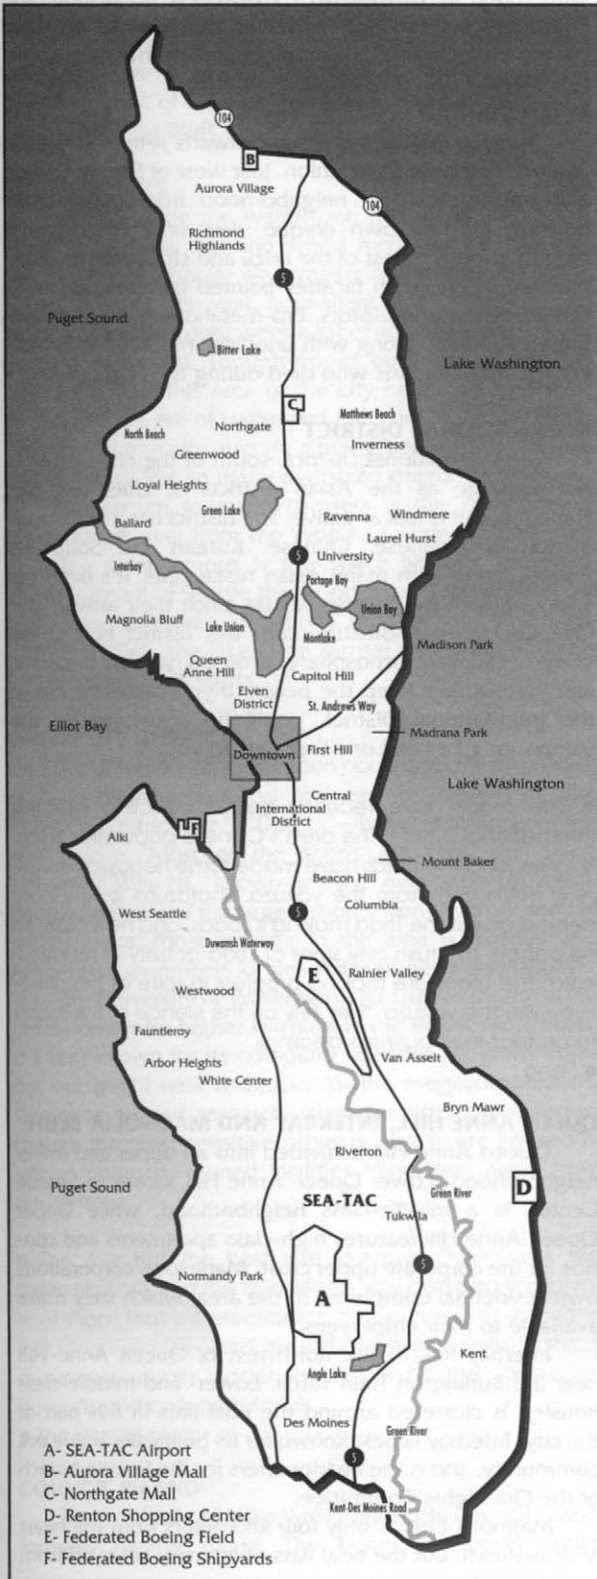 104
B
Aurora Village
104
Richmond
Highlands
5
Puget Sound
Bitter Lake
Lake Washington
C
Matthews Beach
Northgate
North Beach
Inverness
Greenwood
Loyal Heights
Green Lake
Windmere
Ravenna
Ballard
Laurel Hurst
5
University
Interbay
Portage Bay
Union Bay
Magnolia Bluff
Lake Union
Montlake
Madison Park
Queen
Anne Hill
Capitol Hill
Elven
District
St. Andrews Way
Elliot Bay
Madrana Park
Downtown
First Hill
Lake Washington
Central
International
District
F
Alki
Mount Baker
Beacon Hill
Columbia
West Seattle
5
Duwamsh Waterway
E
Rainier Valley
Westwood
Fauntleroy
Van Asselt
Arbor Heights
White Center
Bryn Mawr
Riverton
Puget Sound
Green River
D
SEA-TAC
Tukwila
5
Normandy Park
A
Kent
Angle Lake
Des Moines
Green River
5
A- SEA-TAC Airport
B- Aurora Village Mall
C- Northgate Mall
D- Renton Shopping Center
E- Federated Boeing Field
F- Federated Boeing Shipyards
Kent-Des Moines Road